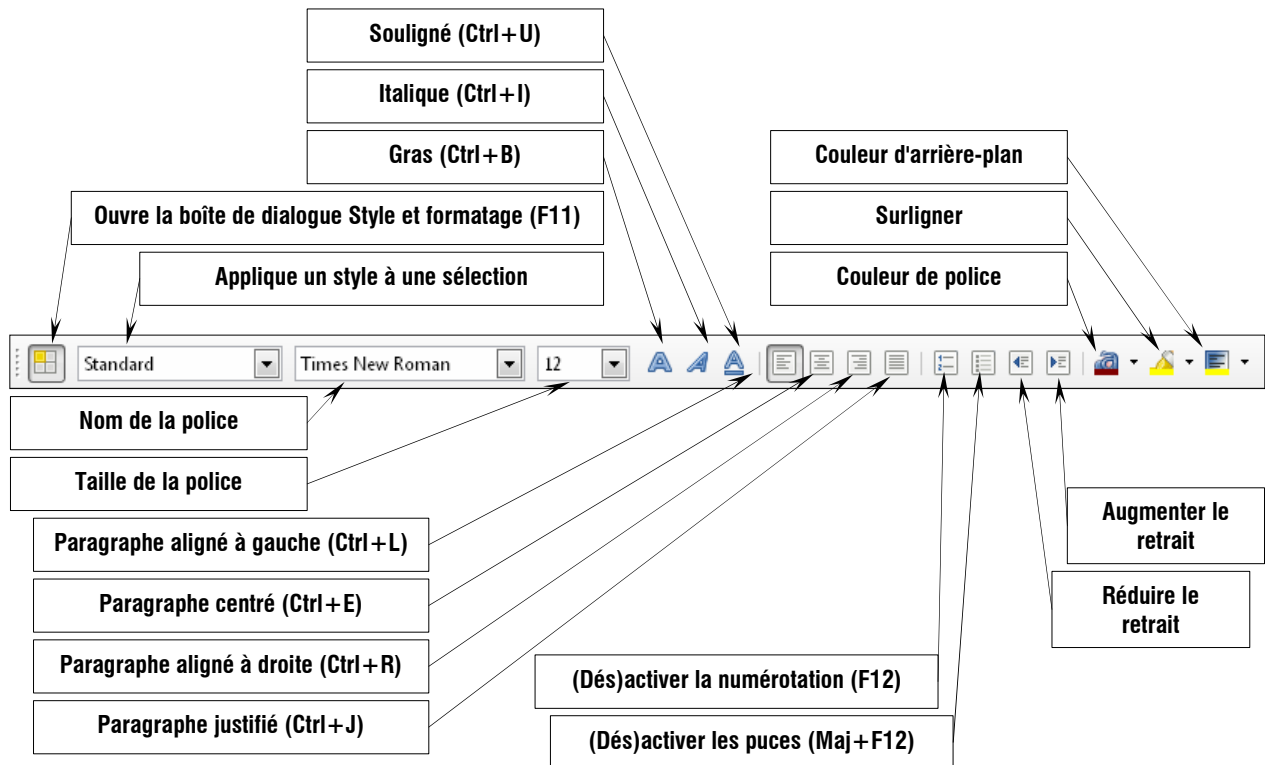 Souligné (Ctrl+U)
Italique (Ctrl+I)
Gras (Ctrl+B)
Ouvre la boîte de dialogue Style et formatage (F11)
Applique un style à une sélection
Couleur d'arrière-plan
Surligner
Couleur de police
Standard
Times New Roman
12
Nom de la police
Taille de la police
Paragraphe aligné à gauche (Ctrl+L)
Paragraphe centré (Ctrl+E)
Paragraphe aligné à droite (Ctrl+R)
Paragraphe justifié (Ctrl+J)
(Dés)activer la numérotation (F12)
(Dés)activer les puces (Maj+F12)
Augmenter le
retrait
Réduire le
retrait